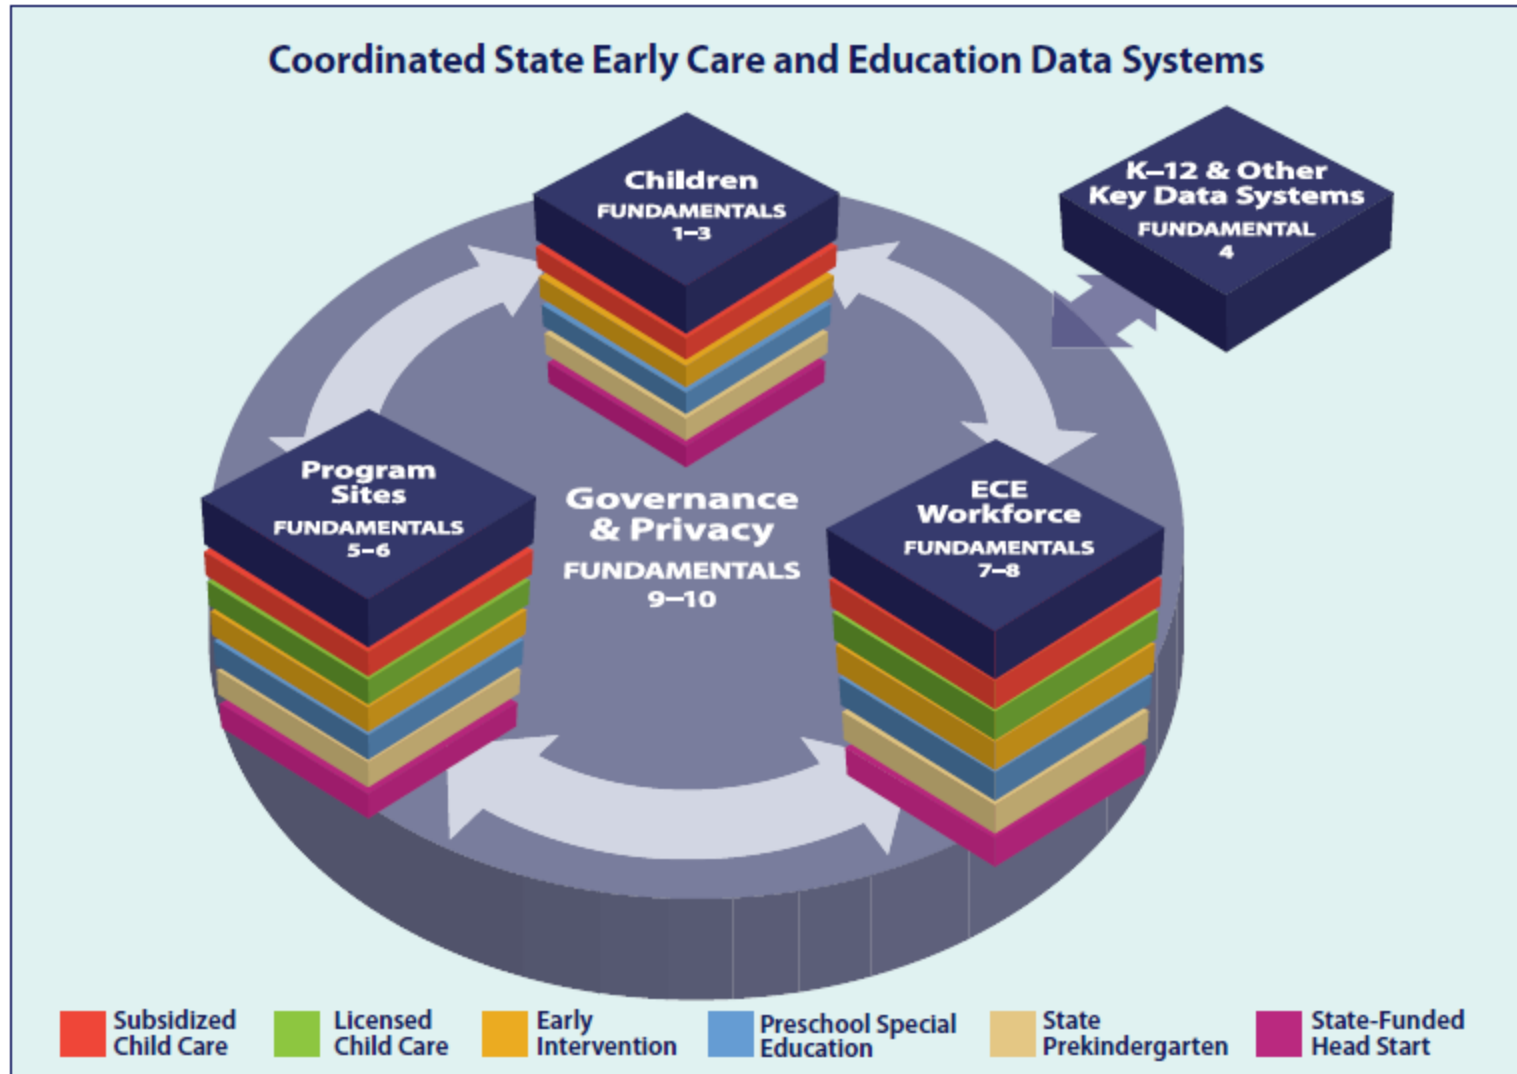 Coordinated State Early Care and Education Data Systems
Children
FUNDAMENTALS
1–3
K–12 & Other
Key Data Systems
FUNDAMENTAL
4
Program
Sites
FUNDAMENTALS
5–6
Governance
& Privacy
FUNDAMENTALS
9–10
ECE
Workforce
FUNDAMENTALS
7–8
Subsidized
Child Care
Licensed
Child Care
Early
Intervention
Preschool Special
Education
State
Prekindergarten
State-Funded
Head Start